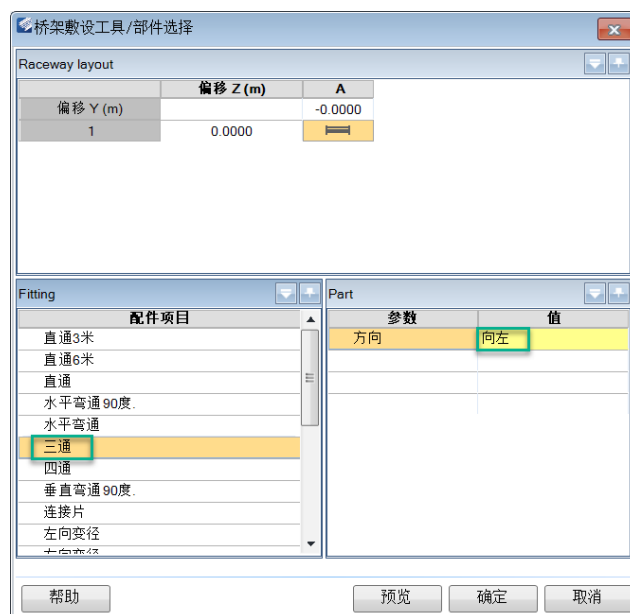 桥架敷设工具/部件选择
Raceway layout
偏移 Z (m) A
偏移 Y (m) -0.0000
1 0.0000
Fitting
配件项目
直通3米
直通6米
直通
水平弯通90度.
水平弯通
三通
四通
垂直弯通90度.
连接片
左向变径
Part
参数 值
方向 向左
帮助 预览 确定 取消